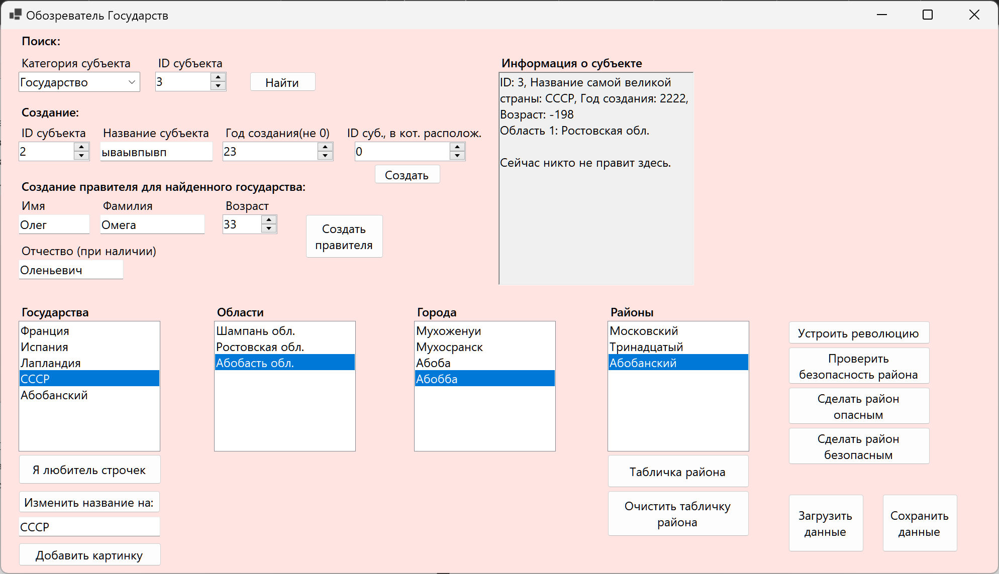 Обозреватель Государств
Поиск:
Категория субъекта
ID субъекта
Государство
3
Найти
Создание:
ID субъекта
Название субъекта
Год создания(не 0)
ID суб., в кот. располож.
2
ываывпывп
23
0
Создать
Создание правителя для найденного государства:
Имя
Фамилия
Возраст
Олег
Омега
33
Создать
правителя
Отчество (при наличии)
Оленьевич
Информация о субъекте
ID: 3, Название самой великой
страны: СССР, Год создания: 2222,
Возраст: -198
Область 1: Ростовская обл.
Сейчас никто не правит здесь.
Государства
Франция
Испания
Лапландия
СССР
Абобанский
Области
Шампань обл.
Ростовская обл.
Абобасть обл.
Города
Мухоженуи
Мухосранск
Абоба
Абобба
Районы
Московский
Тринадцатый
Абобанский
Устроить революцию
Проверить
безопасность района
Сделать район
опасным
Сделать район
безопасным
Я любитель строчек
Изменить название на:
СССР
Добавить картинку
Табличка района
Очистить табличку
района
Загрузить
данные
Сохранить
данные